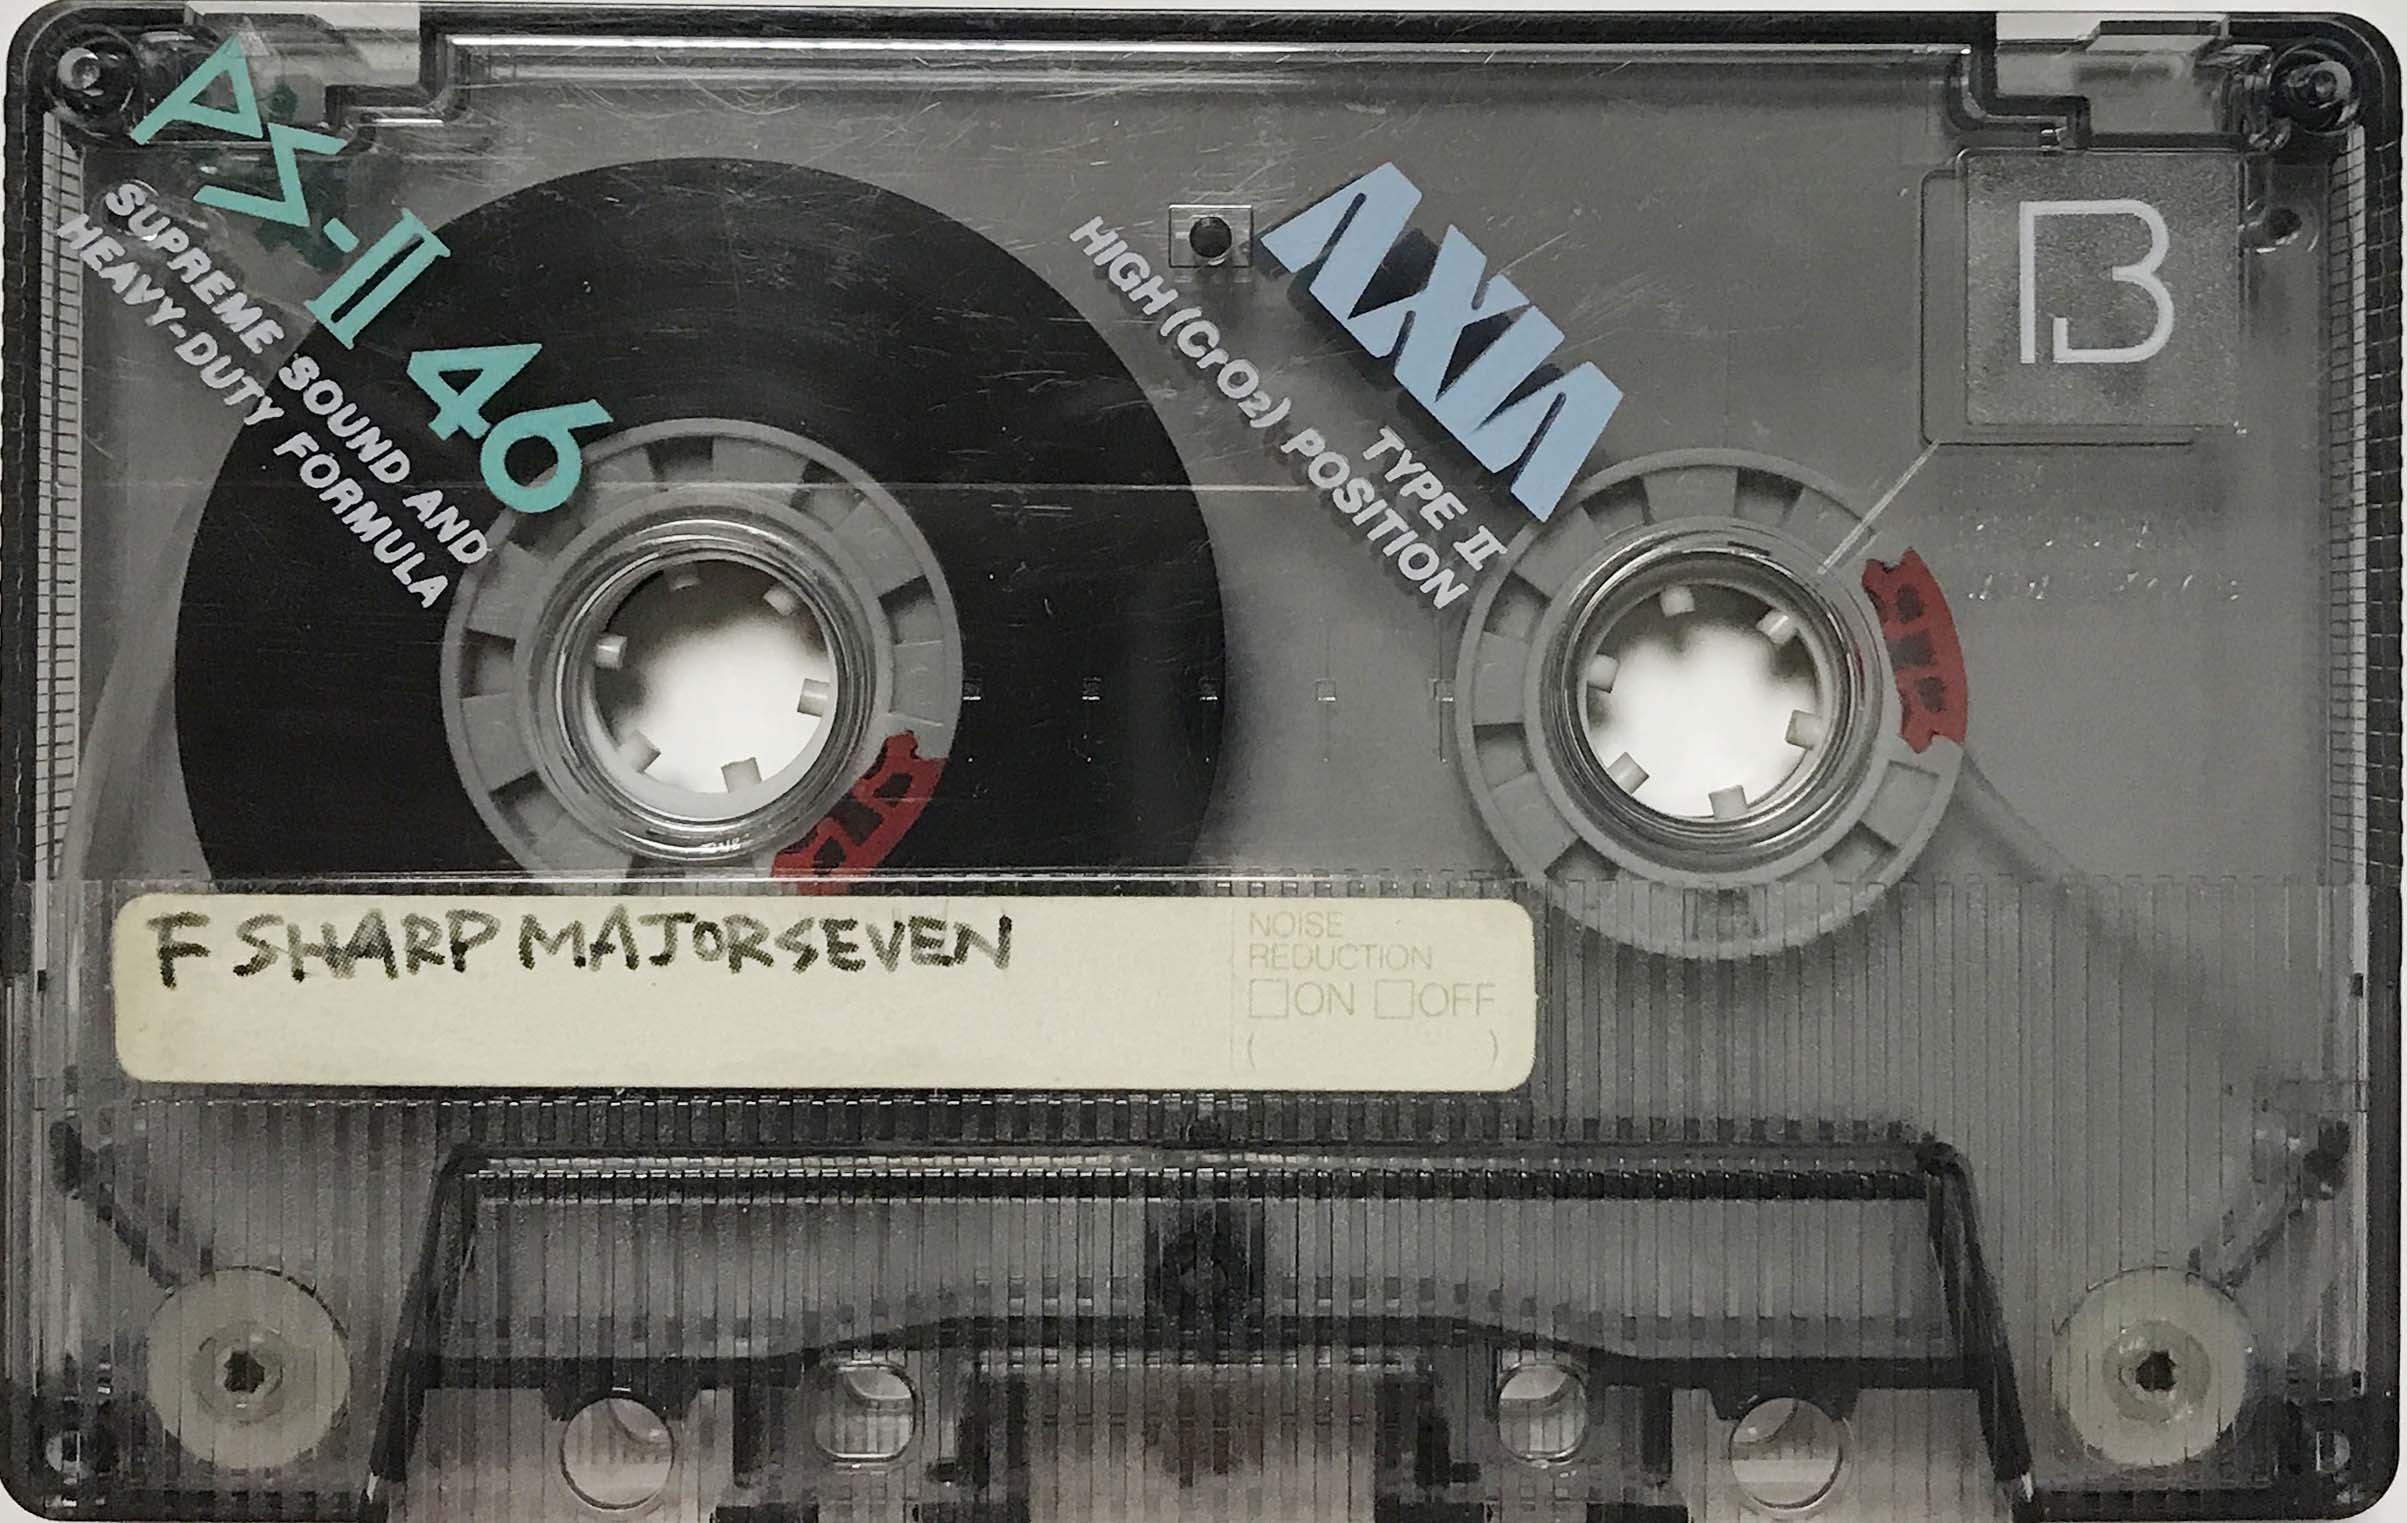 PS-II 46
SUPREME SOUND AND
HEAVY-DUTY FORMULA
AXIA
TYPE II
HIGH (CrO₂) POSITION
B
F SHARP MAJORSEVEN
NOISE
REDUCTION
☐ON ☐OFF
( )